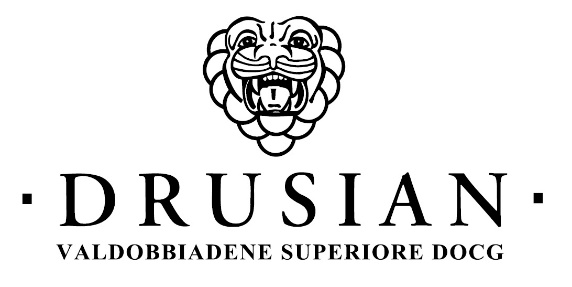 · DRUSIAN ·
VALDOBBIADENE SUPERIORE DOCG